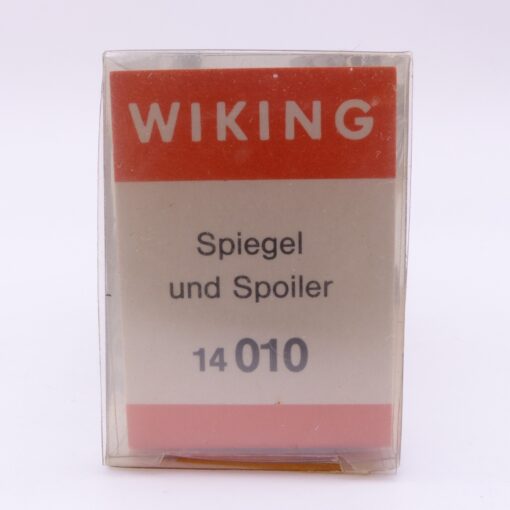 WIKING
Spiegel
und Spoiler
14 010